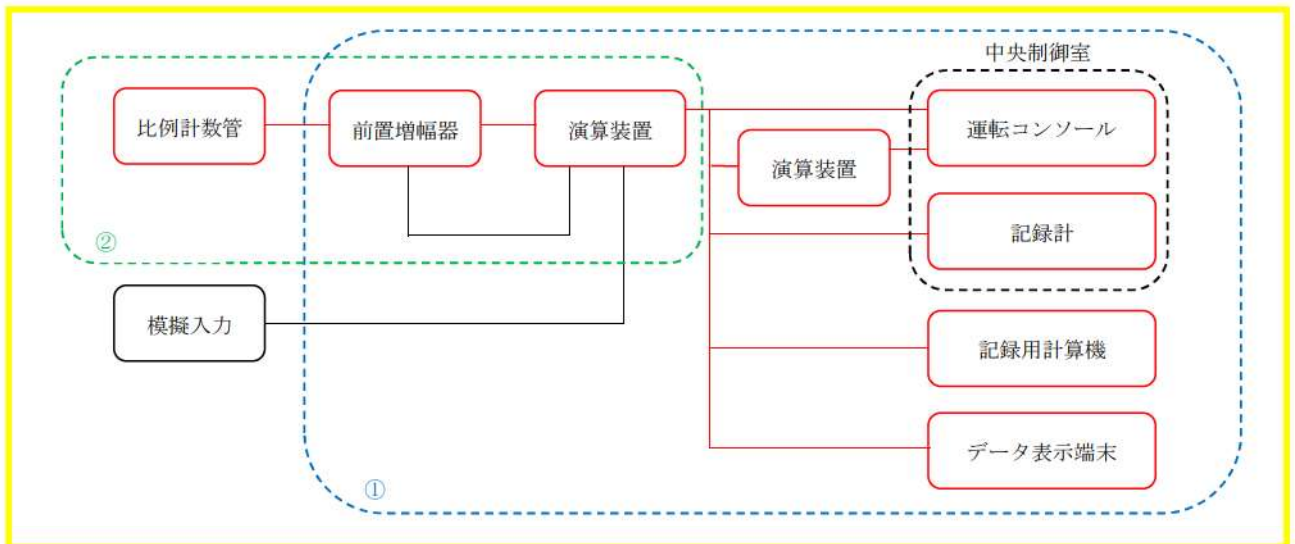 中央制御室
比例計数管
前置増幅器
演算装置
運転コンソール
演算装置
記録計
②
模擬入力
記録用計算機
データ表示端末
①